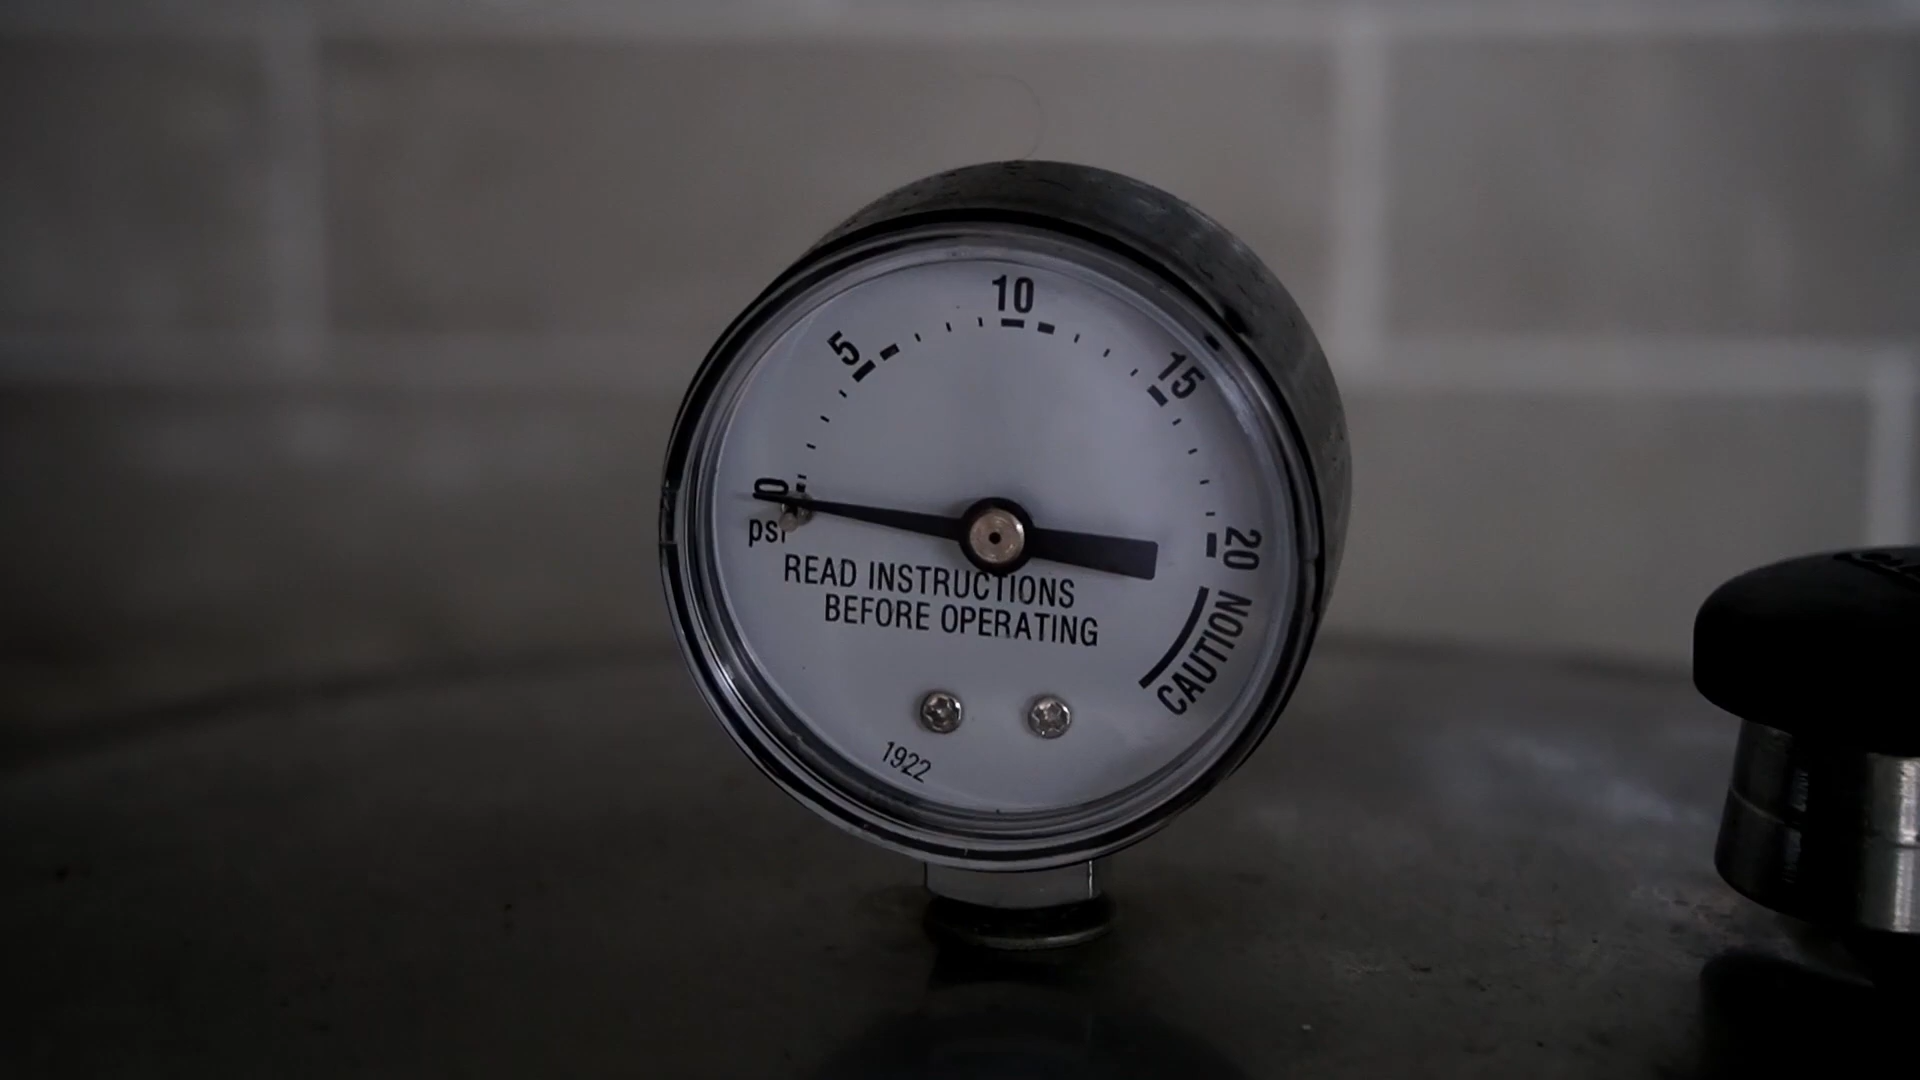 10
5
15
0
psi
20
READ INSTRUCTIONS
BEFORE OPERATING
CAUTION
1922